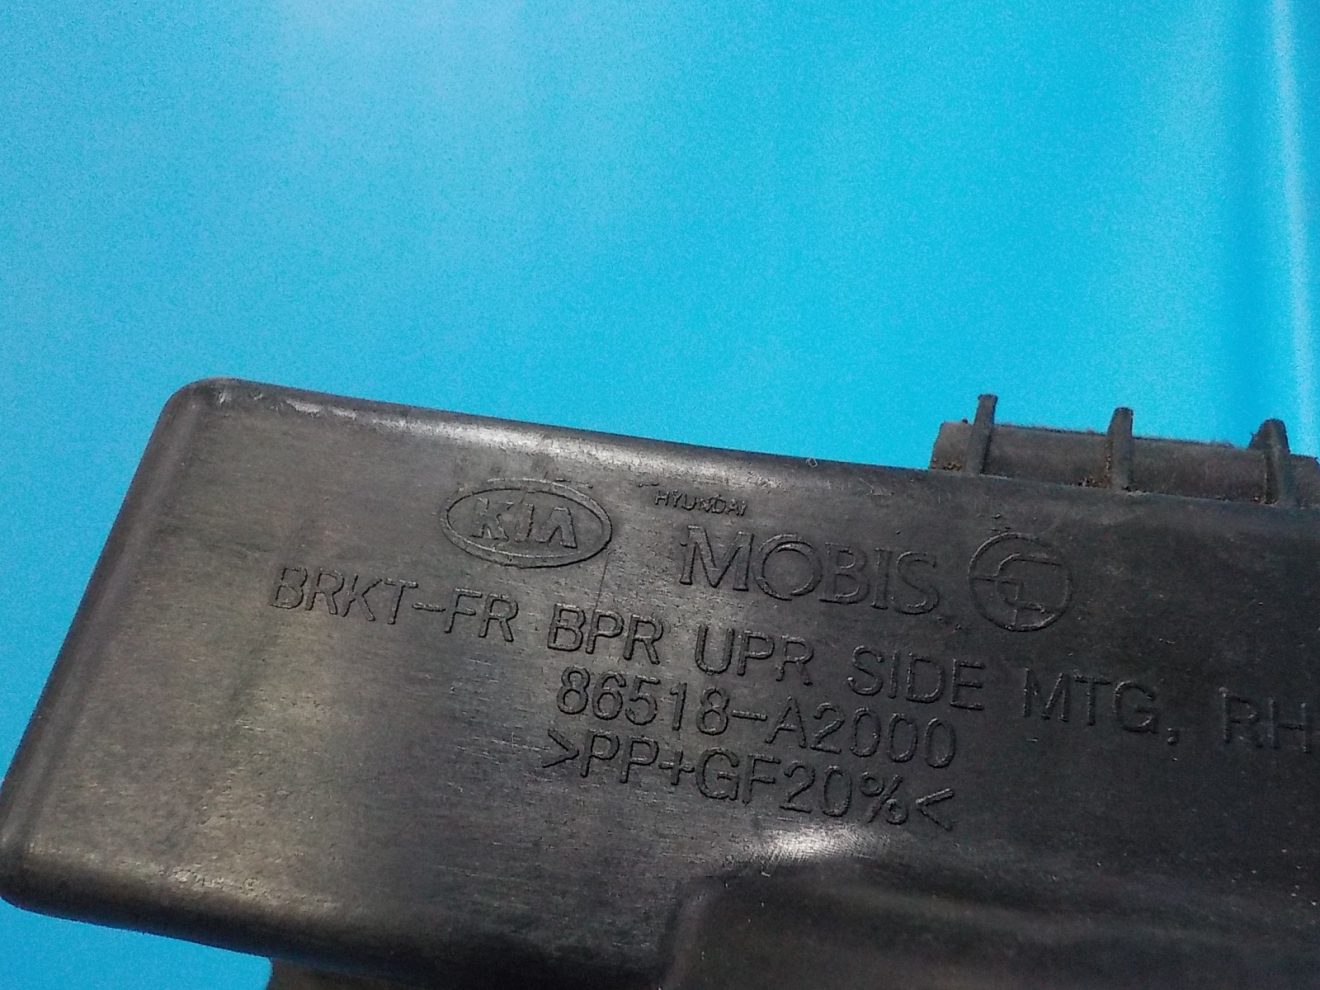 KIA
HYUNDAI
MOBIS
BRKT-FR BPR UPR SIDE MTG, RH
86518-A2000
>PP+GF20%<